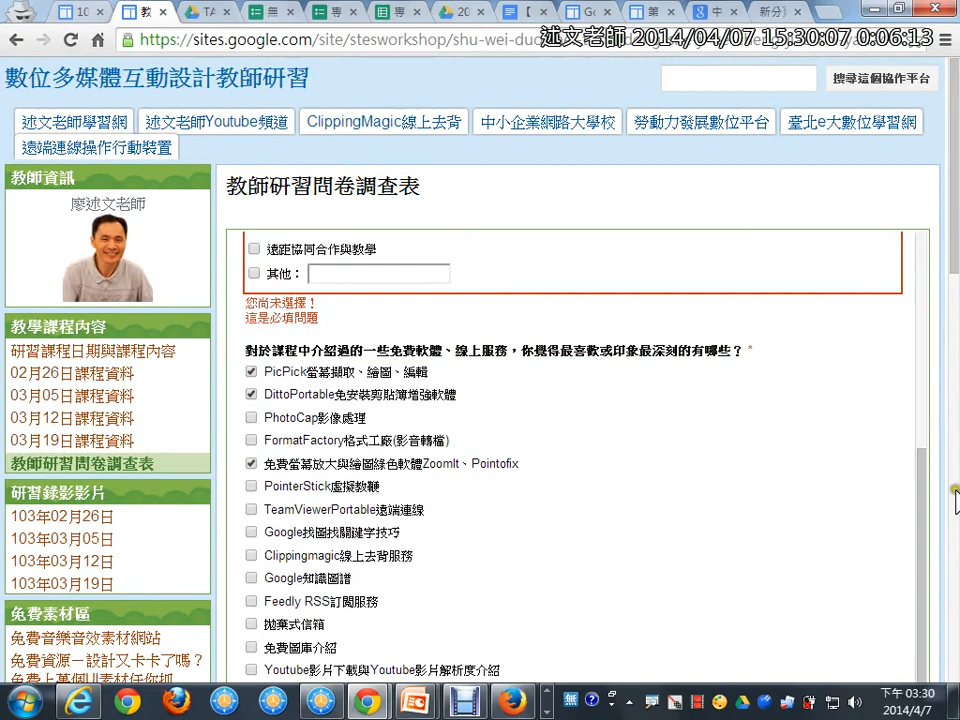 10
教
TA
無
專
專
20
【
Go
第
中
新分
https://sites.google.com/site/stesworkshop/shu-wei-duo
述文老師 2014/04/07 15:30:07 0:06:13
數位多媒體互動設計教師研習
搜尋這個協作平台
述文老師學習網
述文老師Youtube頻道
ClippingMagic線上去背
中小企業網路大學校
勞動力發展數位平台
臺北e大數位學習網
遠端連線操作行動裝置
教師資訊
廖述文老師
教學課程內容
研習課程日期與課程內容
02月26日課程資料
03月05日課程資料
03月12日課程資料
03月19日課程資料
教師研習問卷調查表
研習錄影影片
103年02月26日
103年03月05日
103年03月12日
103年03月19日
免費素材區
免費音樂音效素材網站
免費資源－設計又卡卡了嗎？
免費上萬個UI素材任你抓
教師研習問卷調查表
遠距協同合作與教學
其他：
您尚未選擇！
這是必填問題
對於課程中介紹過的一些免費軟體、線上服務，你覺得最喜歡或印象最深刻的有哪些？ *
PicPick螢幕擷取、繪圖、編輯
DittoPortable免安裝剪貼簿增強軟體
PhotoCap影像處理
FormatFactory格式工廠(影音轉檔)
免費螢幕放大與繪圖綠色軟體ZoomIt、Pointofix
PointerStick虛擬教鞭
TeamViewerPortable遠端連線
Google找圖找關鍵字技巧
Clippingmagic線上去背服務
Google知識圖譜
Feedly RSS訂閱服務
拋棄式信箱
免費圖庫介紹
Youtube影片下載與Youtube影片解析度介紹
無
下午 03:30
2014/4/7